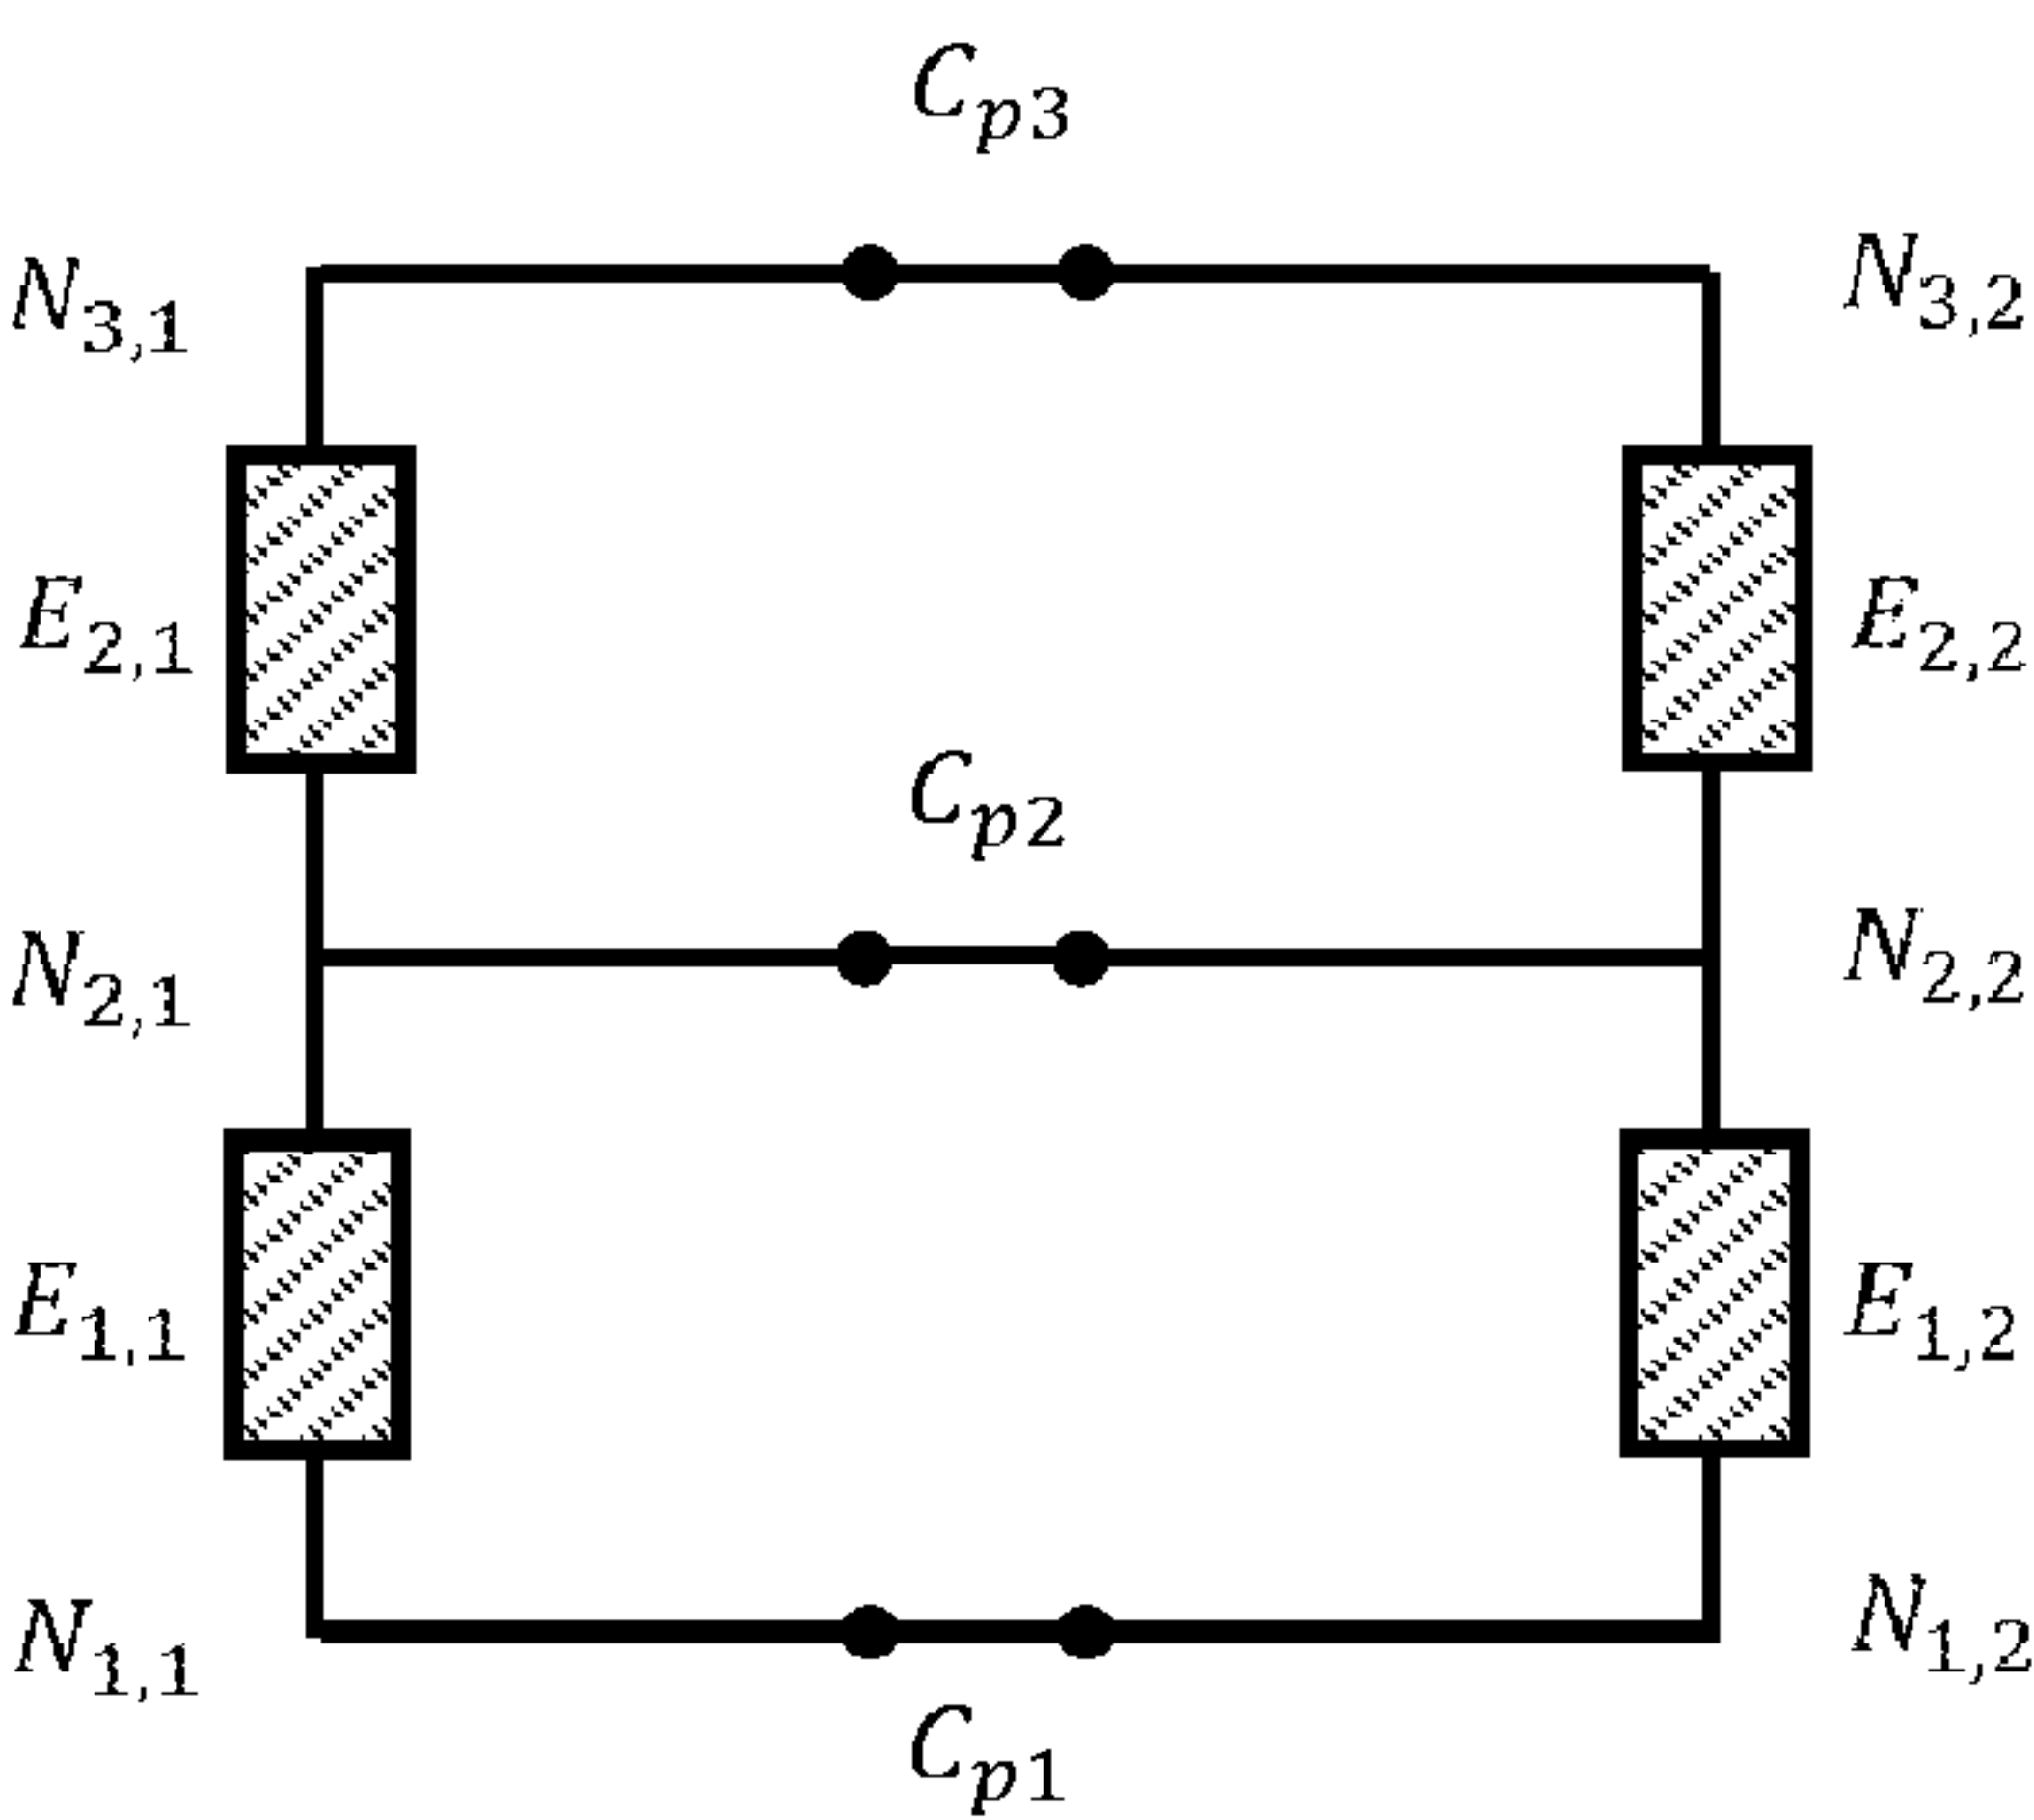 C_{p3}
N_{3,1}
N_{3,2}
E_{2,1}
E_{2,2}
C_{p2}
N_{2,1}
N_{2,2}
E_{1,1}
E_{1,2}
N_{1,1}
N_{1,2}
C_{p1}